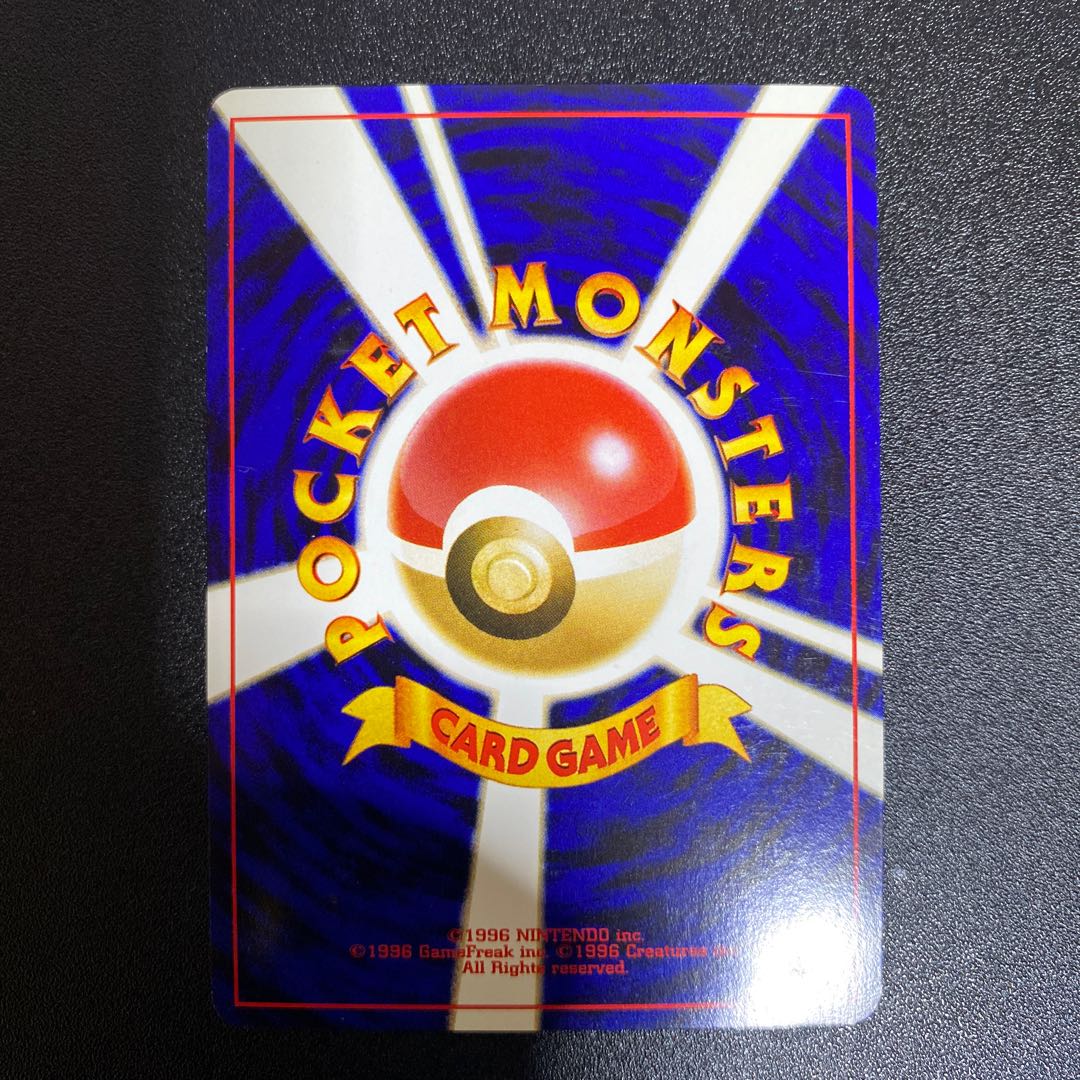 POCKET MONSTERS
CARD GAME
©1996 NINTENDO inc.
©1996 GameFreak inc. ©1996 Creatures
All Rights reserved.